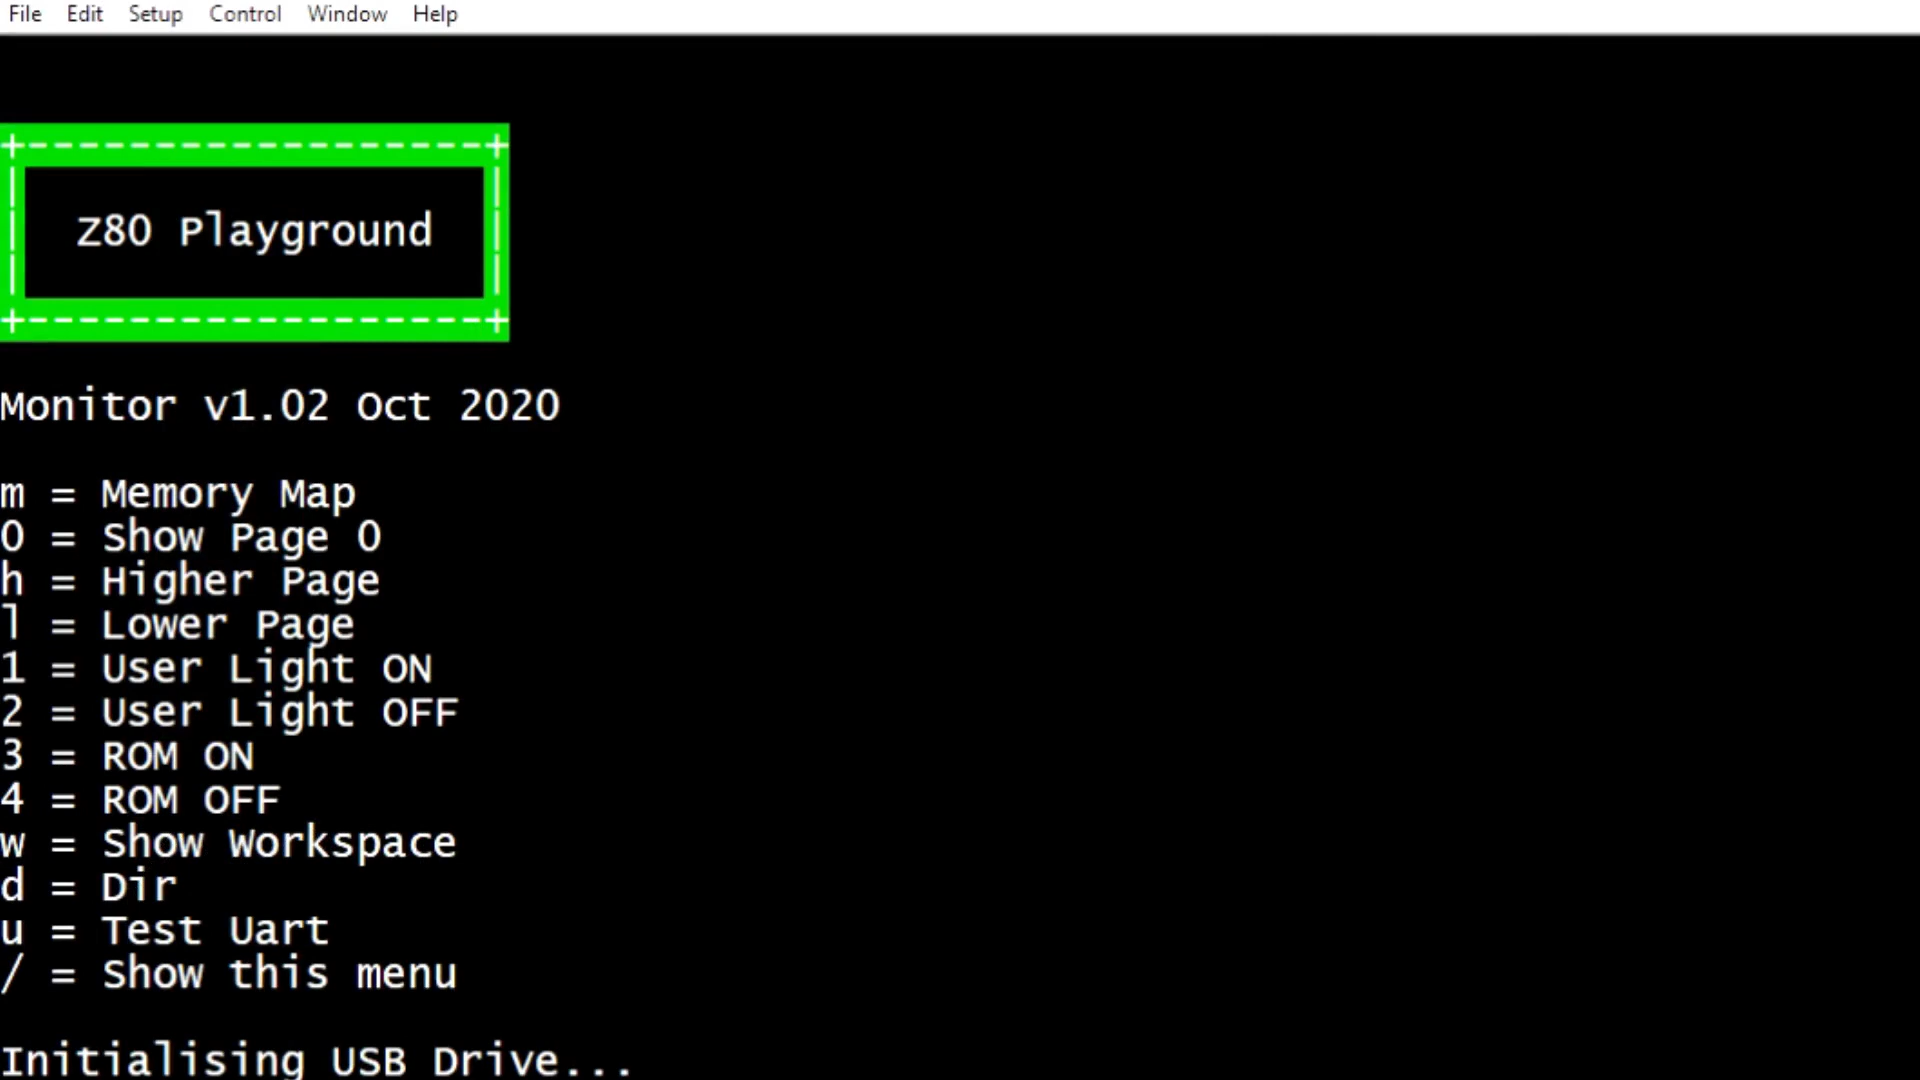 File Edit Setup Control Window Help
+------------------+
Z80 Playground
+------------------+
Monitor v1.02 Oct 2020
m = Memory Map
0 = Show Page 0
h = Higher Page
l = Lower Page
1 = User Light ON
2 = User Light OFF
3 = ROM ON
4 = ROM OFF
w = Show Workspace
d = Dir
u = Test Uart
/ = Show this menu
Initialising USB Drive...